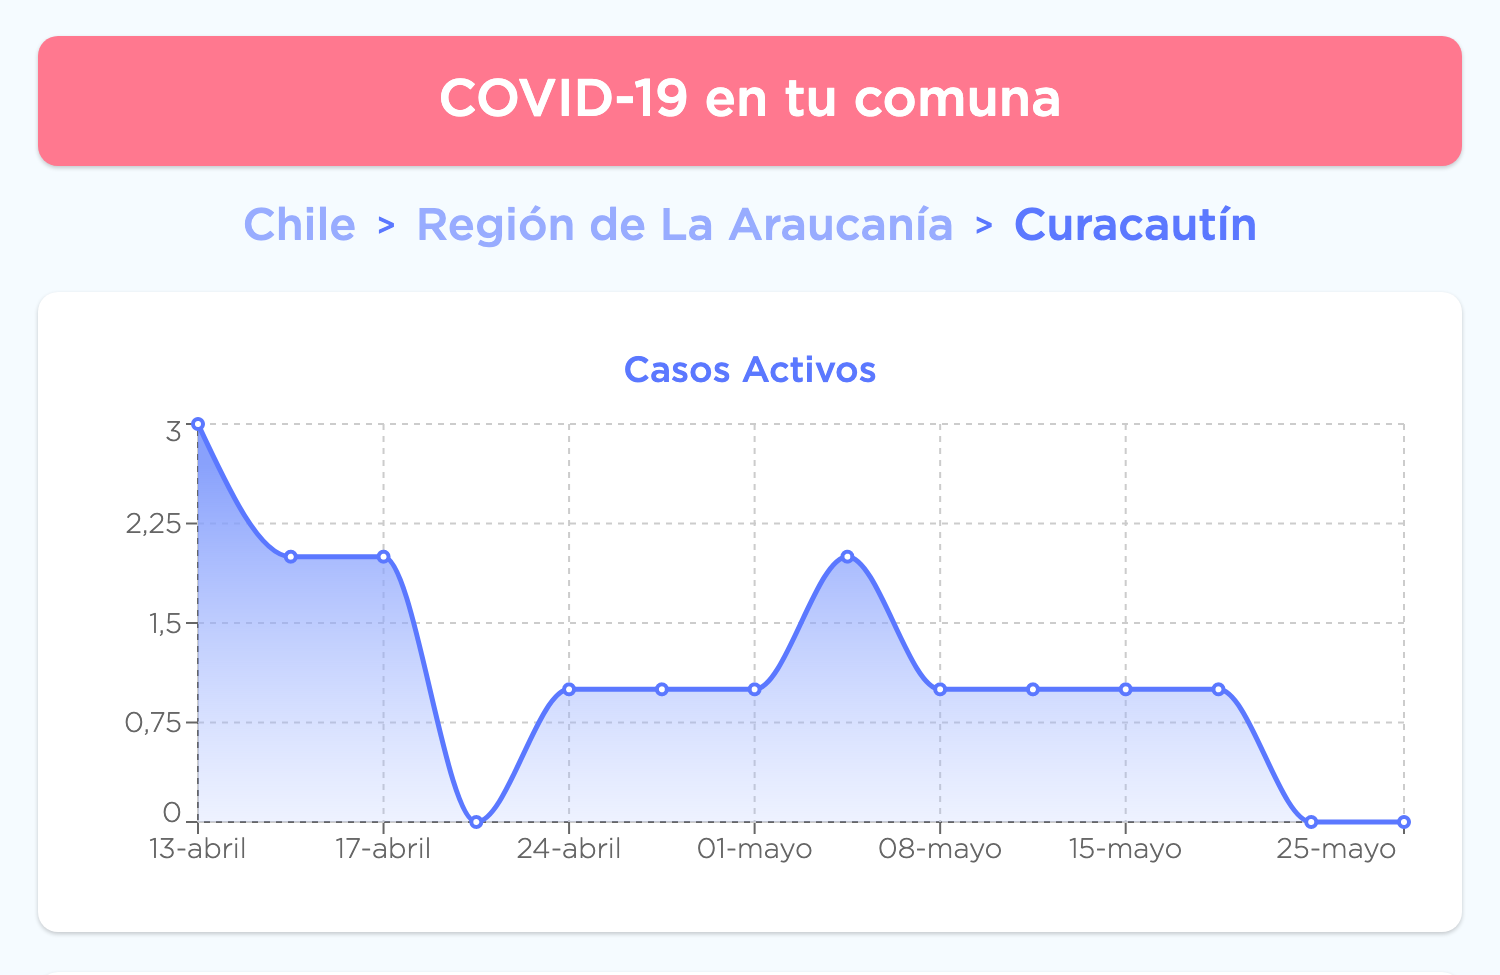 COVID-19 en tu comuna
Chile > Región de La Araucanía > Curacautín
Casos Activos
3
2,25
1,5
0,75
0
13-abril 17-abril 24-abril 01-mayo 08-mayo 15-mayo 25-mayo